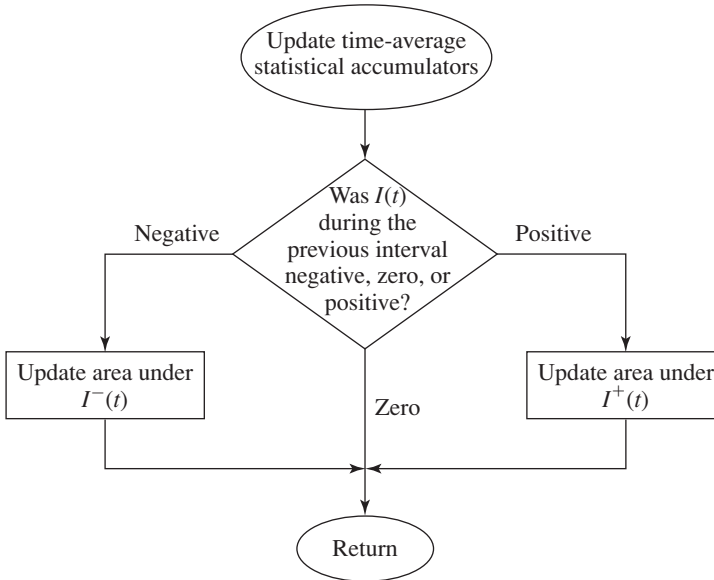 Update time-average
statistical accumulators
Was I(t)
during the
previous interval
negative, zero, or
positive?
Negative
Positive
Update area under
I⁻(t)
Zero
Update area under
I⁺(t)
Return